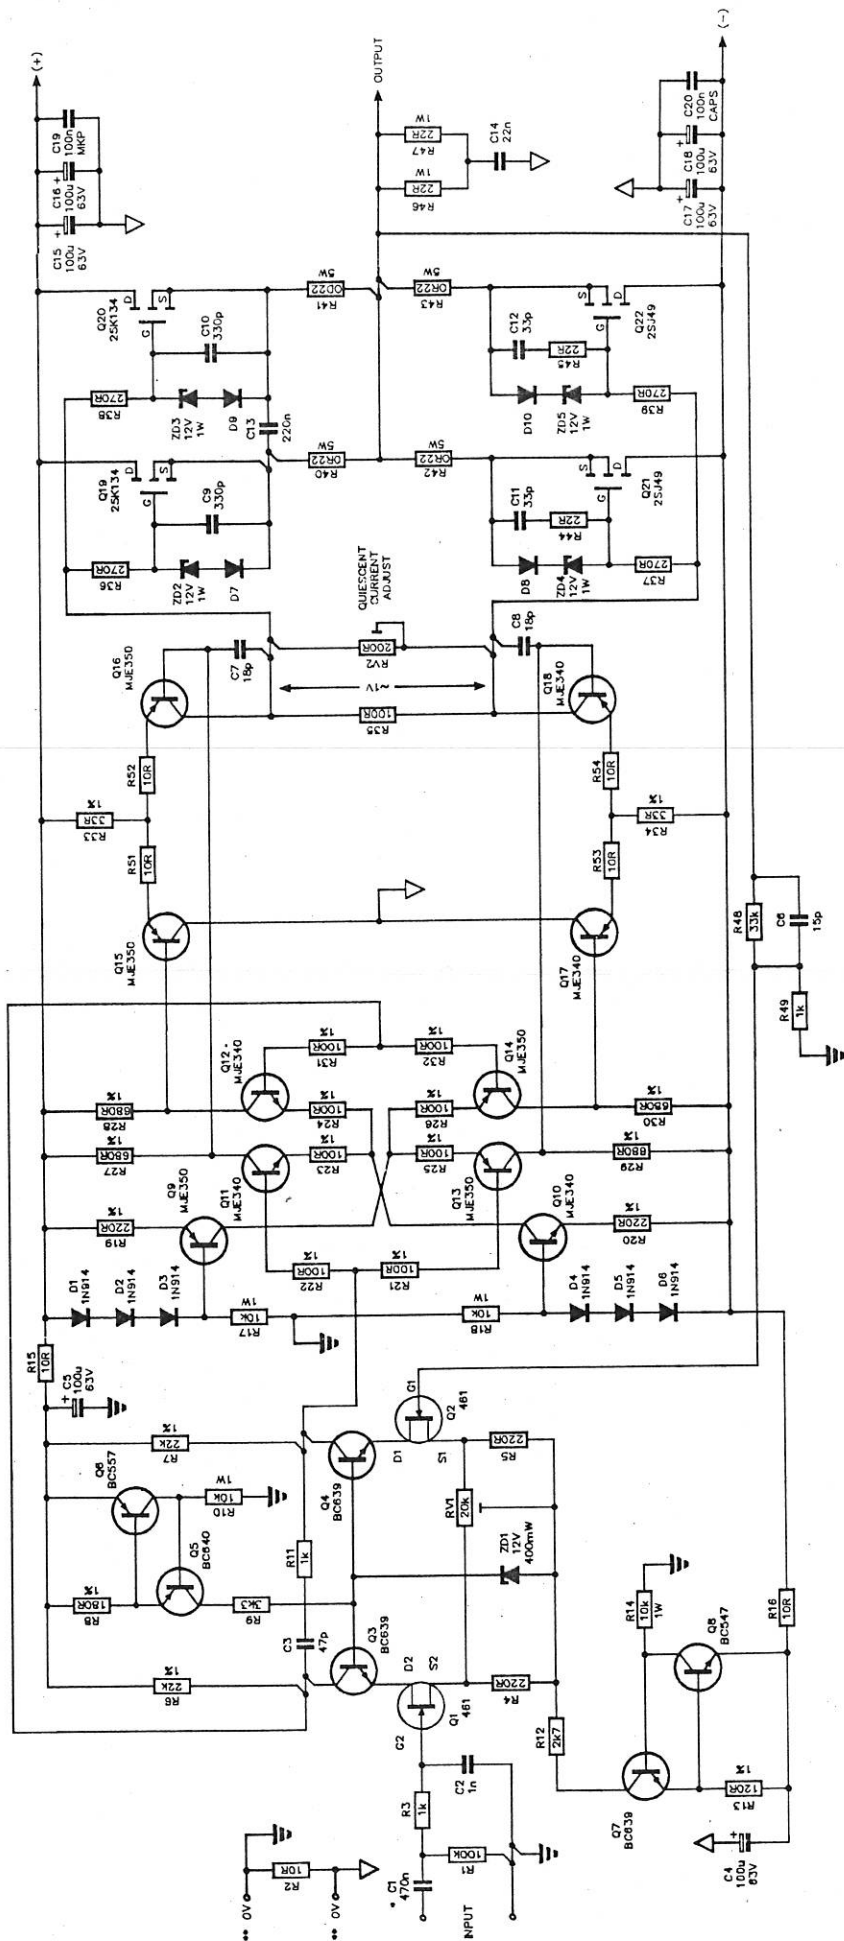 (+)
C19
100n
MKP
C16
100u
63V
C15
100u
63V
+
+
OUTPUT
1W
22R
R47
1W
22R
R46
C14
22n
(-)
C20
100n
CAPS
C18
100u
63V
C17
100u
63V
+
+
Q20
2SK134
D
S
G
C10
330p
270R
R38
ZD3
12V
1W
D9
C13
220n
5W
R41
5W
0R22
R43
Q22
2SJ49
S
D
G
C12
33p
22R
R45
D10
ZD5
12V
1W
270R
R39
Q19
2SK134
D
S
G
C9
330p
270R
R36
ZD2
12V
1W
D7
5W
0R22
R40
5W
0R22
R42
Q21
2SJ49
S
D
G
C11
33p
22R
R44
D8
ZD4
12V
1W
270R
R37
QUIESCENT
CURRENT
ADJUST
200R
RV2
C7
18p
C8
18p
~1V
100R
R35
Q16
MJE350
Q18
MJE340
R52
10R
R54
10R
1%
33R
R33
1%
33R
R34
R51
10R
R53
10R
Q15
MJE350
Q17
MJE340
R48
33k
C6
15p
R49
1k
Q12
MJE340
1%
100R
R31
1%
100R
R32
Q14
MJE350
1%
680R
R28
1%
100R
R24
1%
100R
R26
1%
680R
R30
1%
680R
R27
1%
100R
R23
1%
100R
R25
1%
R29
Q9
MJE350
Q11
MJE340
Q13
MJE350
Q10
MJE340
1%
220R
R19
1%
220R
R20
1%
100R
R22
1%
100R
R21
D1
1N914
D2
1N914
D3
1N914
1W
10k
R17
1W
10k
R18
D4
1N914
D5
1N914
D6
1N914
R15
10R
C5
100u
63V
+
1%
22k
R7
Q6
BC557
1W
10k
R10
Q5
BC640
1%
180R
R8
3k3
R9
R11
1k
C3
47p
Q4
BC639
Q3
BC639
1%
22k
R6
G1
Q2
461
D1
S1
220R
R5
RV1
20k
ZD1
12V
400mW
D2
S2
G2
Q1
461
220R
R4
R12
2k7
R14
10k
1W
Q8
BC547
R16
10R
Q7
BC639
1%
120R
R13
C4
100u
63V
+
R3
1k
C2
1n
100k
R1
* C1
470n
INPUT
** 0V
10R
R2
** 0V